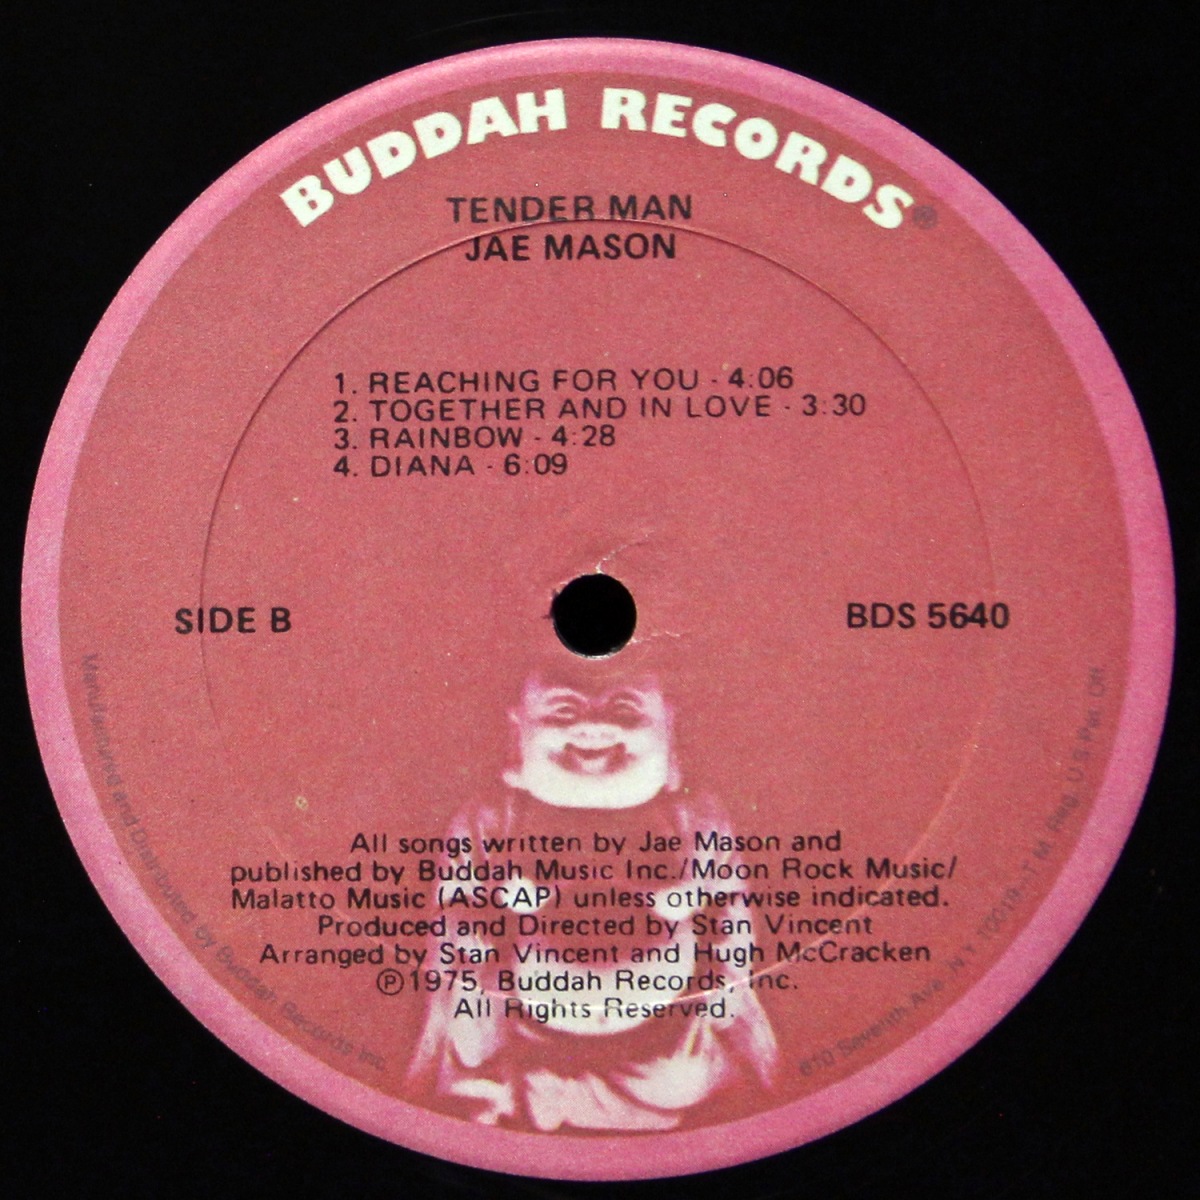 BUDDAH RECORDS®
TENDER MAN
JAE MASON
1. REACHING FOR YOU - 4:06
2. TOGETHER AND IN LOVE - 3:30
3. RAINBOW - 4:28
4. DIANA - 6:09
SIDE B
BDS 5640
All songs written by Jae Mason and
published by Buddah Music Inc./Moon Rock Music/
Malatto Music (ASCAP) unless otherwise indicated.
Produced and Directed by Stan Vincent
Arranged by Stan Vincent and Hugh McCracken
℗1975, Buddah Records, Inc.
All Rights Reserved.
Manufactured and Distributed by Buddah Records Inc
810 Seventh Ave. N.Y. 10019 - T.M. Reg. U.S. Pat. Off